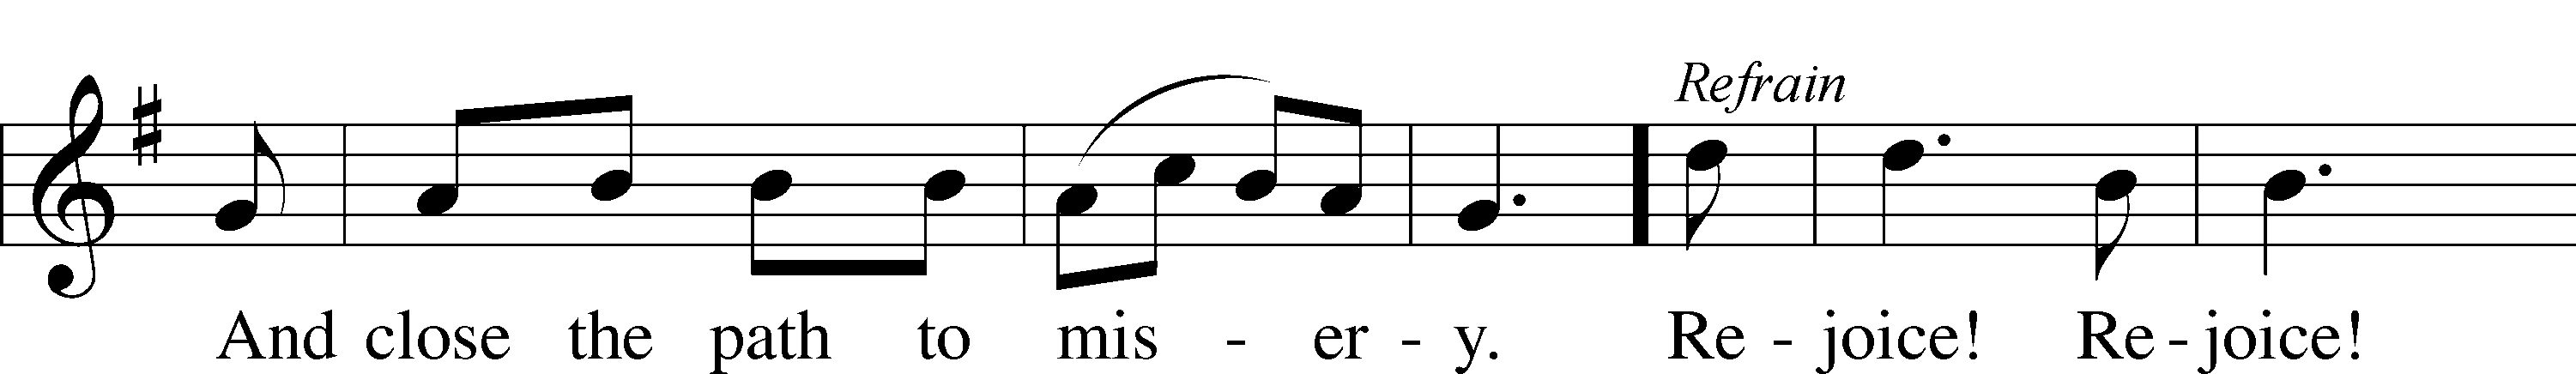 Refrain
And close the path to mis - er - y. Re - joice! Re - joice!